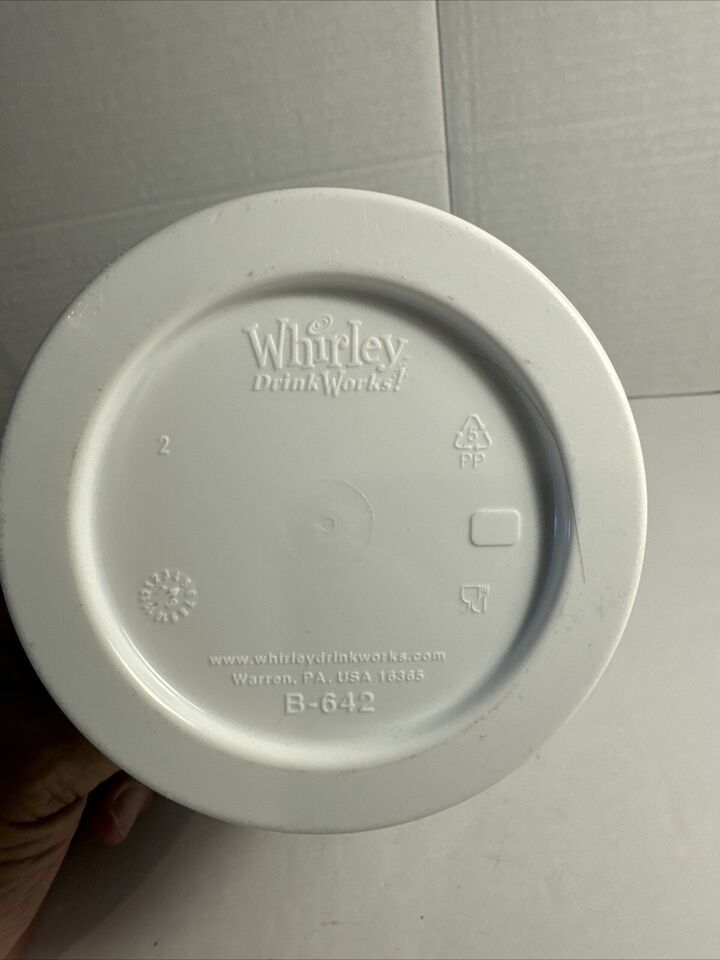 Whirley
DrinkWorks!
2
5
PP
www.whirleydrinkworks.com
Warren, PA, USA 16365
B-642